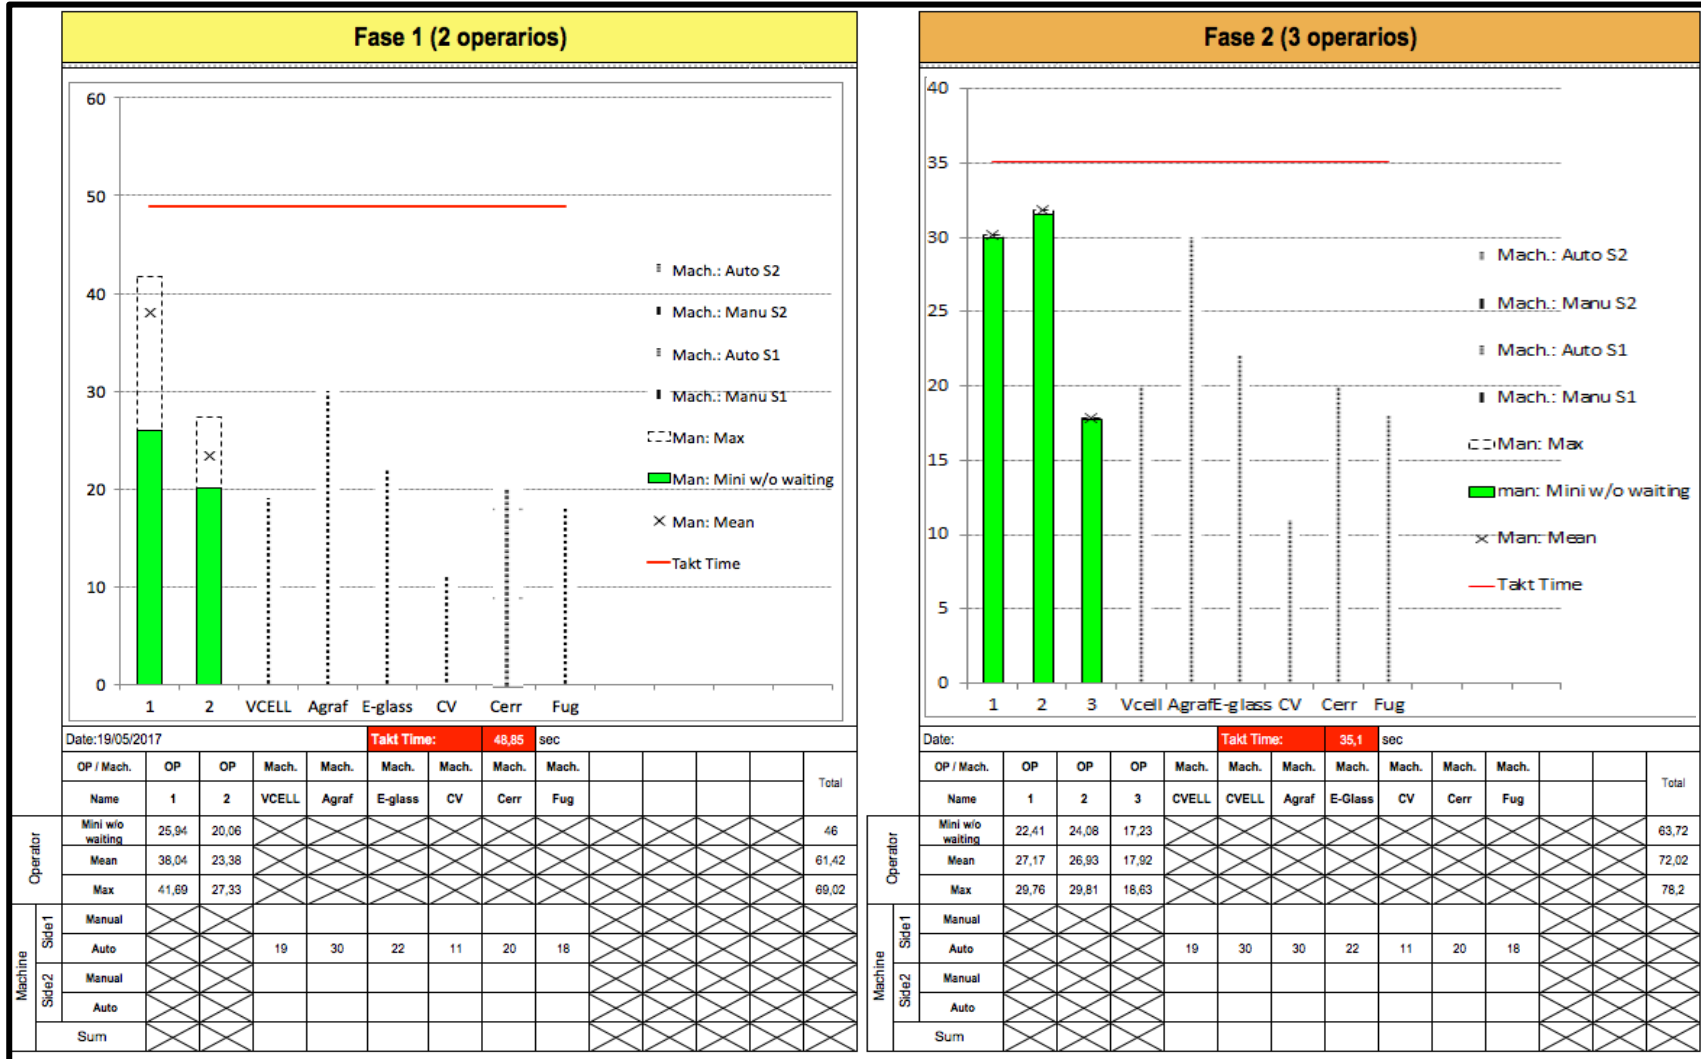 Fase 1 (2 operarios)
60
50
40
30
20
10
0
Mach.: Auto S2
Mach.: Manu S2
Mach.: Auto S1
Mach.: Manu S1
Man: Max
Man: Mini w/o waiting
Man: Mean
Takt Time
1 2 VCELL Agraf E-glass CV Cerr Fug
Date:19/05/2017 Takt Time: 48,85 sec
OP / Mach. OP OP Mach. Mach. Mach. Mach. Mach. Mach. Total
Name 1 2 VCELL Agraf E-glass CV Cerr Fug
Operator
Mini w/o waiting 25,94 20,06 46
Mean 38,04 23,38 61,42
Max 41,69 27,33 69,02
Machine
Side1
Manual
Auto 19 30 22 11 20 18
Side2
Manual
Auto
Sum
Fase 2 (3 operarios)
40
35
30
25
20
15
10
5
0
Mach.: Auto S2
Mach.: Manu S2
Mach.: Auto S1
Mach.: Manu S1
Man: Max
man: Mini w/o waiting
Man: Mean
Takt Time
1 2 3 Vcell Agraf E-glass CV Cerr Fug
Date: Takt Time: 35,1 sec
OP / Mach. OP OP OP Mach. Mach. Mach. Mach. Mach. Mach. Mach. Total
Name 1 2 3 CVELL CVELL Agraf E-Glass CV Cerr Fug
Operator
Mini w/o waiting 22,41 24,08 17,23 63,72
Mean 27,17 26,93 17,92 72,02
Max 29,76 29,81 18,63 78,2
Machine
Side1
Manual
Auto 19 30 30 22 11 20 18
Side2
Manual
Auto
Sum